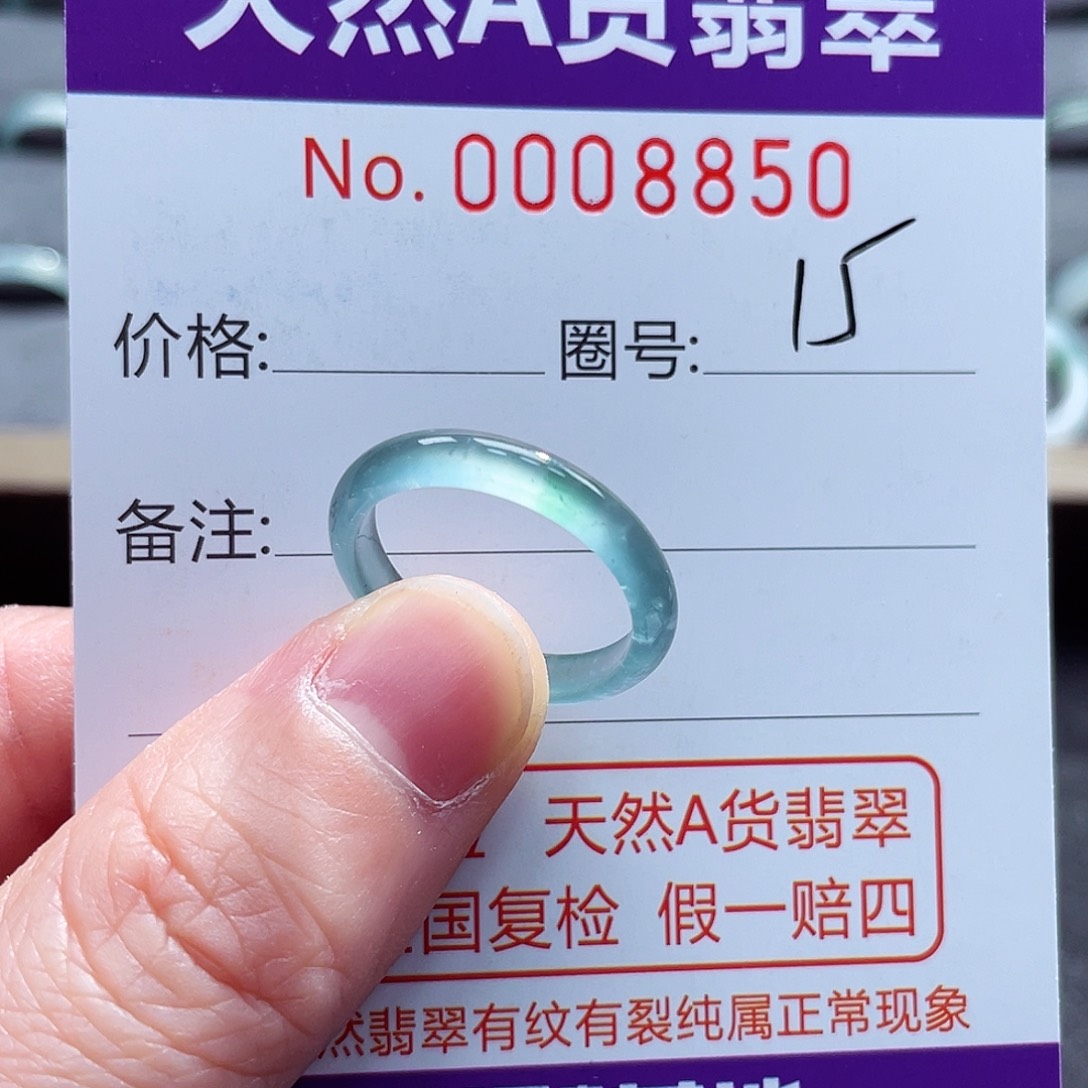 天然A货翡翠
No. 0008850
价格: 圈号: 15
备注:
天然A货翡翠
国复检 假一赔四
然翡翠有纹有裂纯属正常现象